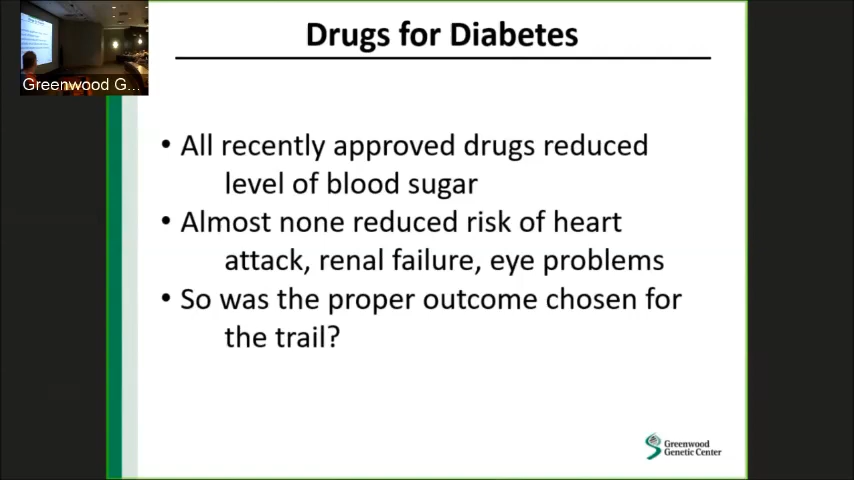 Drugs for Diabetes
Greenwood G...
• All recently approved drugs reduced
level of blood sugar
• Almost none reduced risk of heart
attack, renal failure, eye problems
• So was the proper outcome chosen for
the trail?
Greenwood
Genetic Center